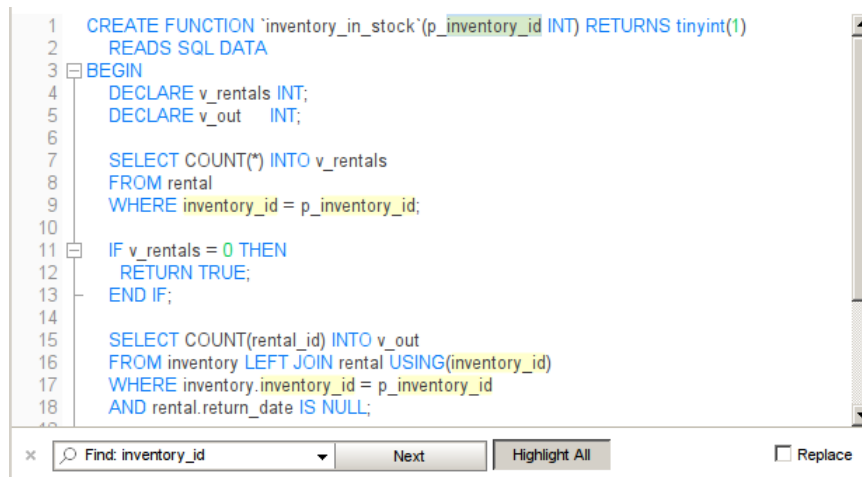 1 CREATE FUNCTION `inventory_in_stock`(p_inventory_id INT) RETURNS tinyint(1)
2 READS SQL DATA
3 BEGIN
4 DECLARE v_rentals INT;
5 DECLARE v_out INT;
6
7 SELECT COUNT(*) INTO v_rentals
8 FROM rental
9 WHERE inventory_id = p_inventory_id;
10
11 IF v_rentals = 0 THEN
12 RETURN TRUE;
13 END IF;
14
15 SELECT COUNT(rental_id) INTO v_out
16 FROM inventory LEFT JOIN rental USING(inventory_id)
17 WHERE inventory.inventory_id = p_inventory_id
18 AND rental.return_date IS NULL;
× Find: inventory_id Next Highlight All Replace